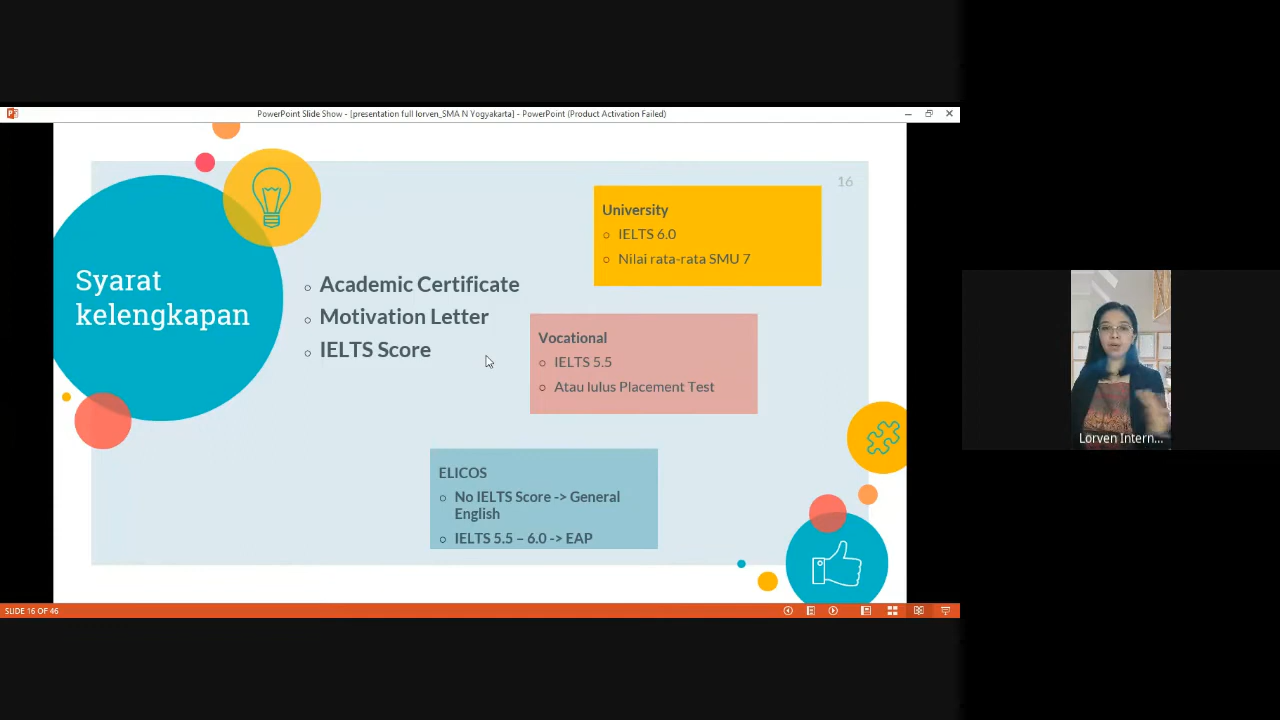 PowerPoint Slide Show - [presentation full lorven_SMA N Yogyakarta] - PowerPoint (Product Activation Failed)
16
Syarat
kelengkapan
Academic Certificate
Motivation Letter
IELTS Score
University
IELTS 6.0
Nilai rata-rata SMU 7
Vocational
IELTS 5.5
Atau lulus Placement Test
ELICOS
No IELTS Score -> General
English
IELTS 5.5 – 6.0 -> EAP
SLIDE 16 OF 46
Lorven Intern...